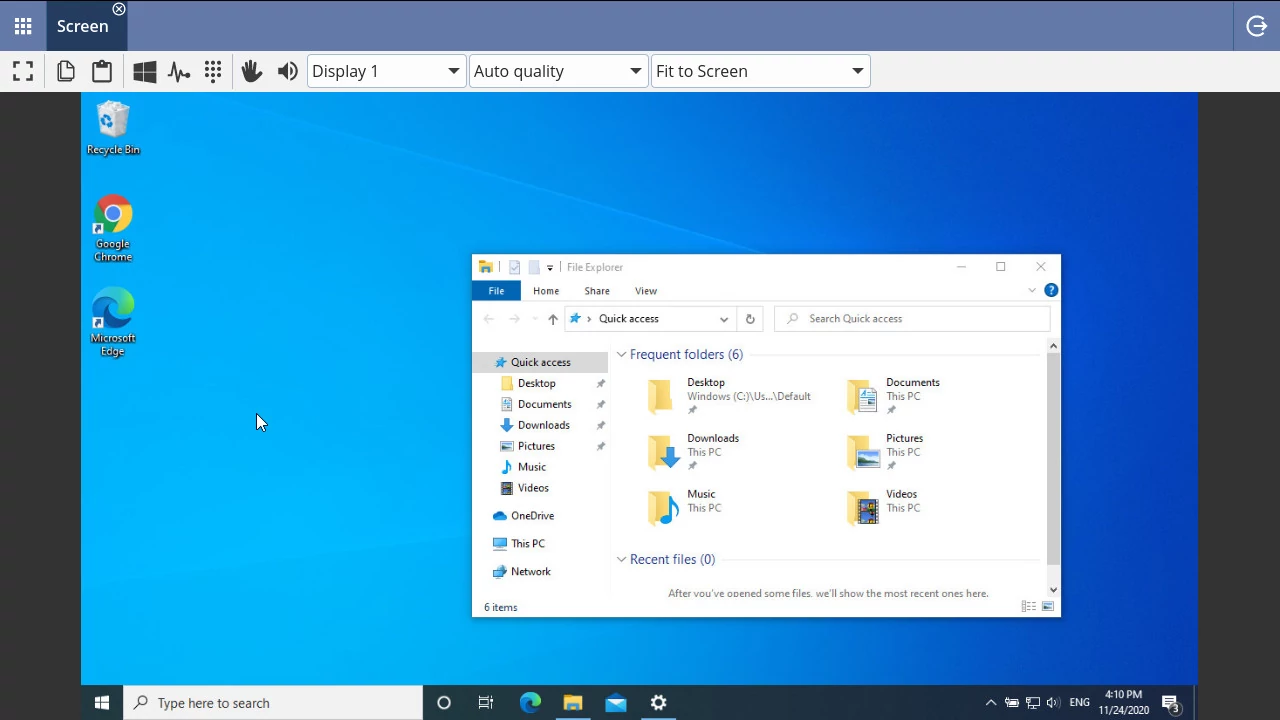 Screen
Display 1
Auto quality
Fit to Screen
Recycle Bin
Google
Chrome
Microsoft
Edge
File Explorer
File Home Share View
Quick access
Search Quick access
Quick access
Desktop
Documents
Downloads
Pictures
Music
Videos
OneDrive
This PC
Network
Frequent folders (6)
Desktop
Windows (C:)\Us...\Default
Documents
This PC
Downloads
This PC
Pictures
This PC
Music
This PC
Videos
This PC
Recent files (0)
After you've opened some files, we'll show the most recent ones here.
6 items
Type here to search
ENG
4:10 PM
11/24/2020
3